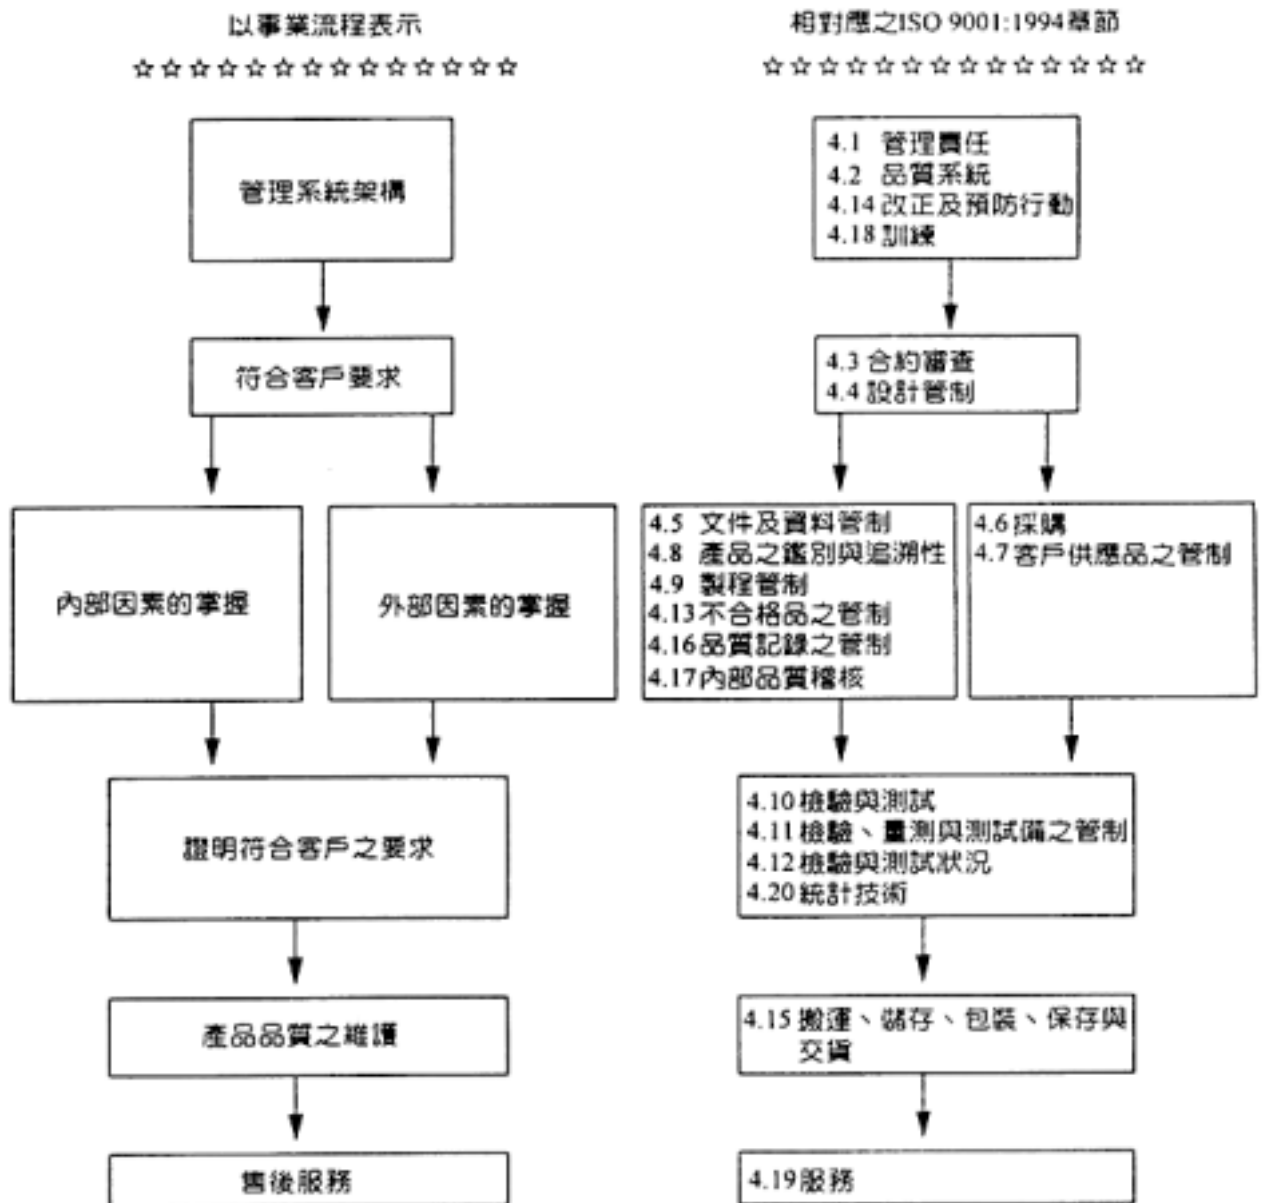 以事業流程表示
☆☆☆☆☆☆☆☆☆☆☆☆☆☆
管理系統架構
符合客戶要求
內部因素的掌握
外部因素的掌握
證明符合客戶之要求
產品品質之維護
售後服務
相對應之ISO 9001:1994章節
☆☆☆☆☆☆☆☆☆☆☆☆☆☆
4.1 管理責任
4.2 品質系統
4.14 改正及預防行動
4.18 訓練
4.3 合約審查
4.4 設計管制
4.5 文件及資料管制
4.8 產品之鑑別與追溯性
4.9 製程管制
4.13 不合格品之管制
4.16 品質記錄之管制
4.17 內部品質稽核
4.6 採購
4.7 客戶供應品之管制
4.10 檢驗與測試
4.11 檢驗、量測與測試備之管制
4.12 檢驗與測試狀況
4.20 統計技術
4.15 搬運、儲存、包裝、保存與
交貨
4.19 服務